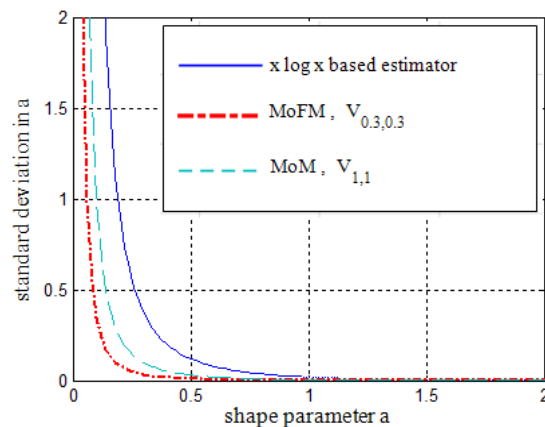 2
1.5
1
0.5
0
standard deviation in a
x log x based estimator
MoFM , V0.3,0.3
MoM , V1,1
0
0.5
1
1.5
2
shape parameter a